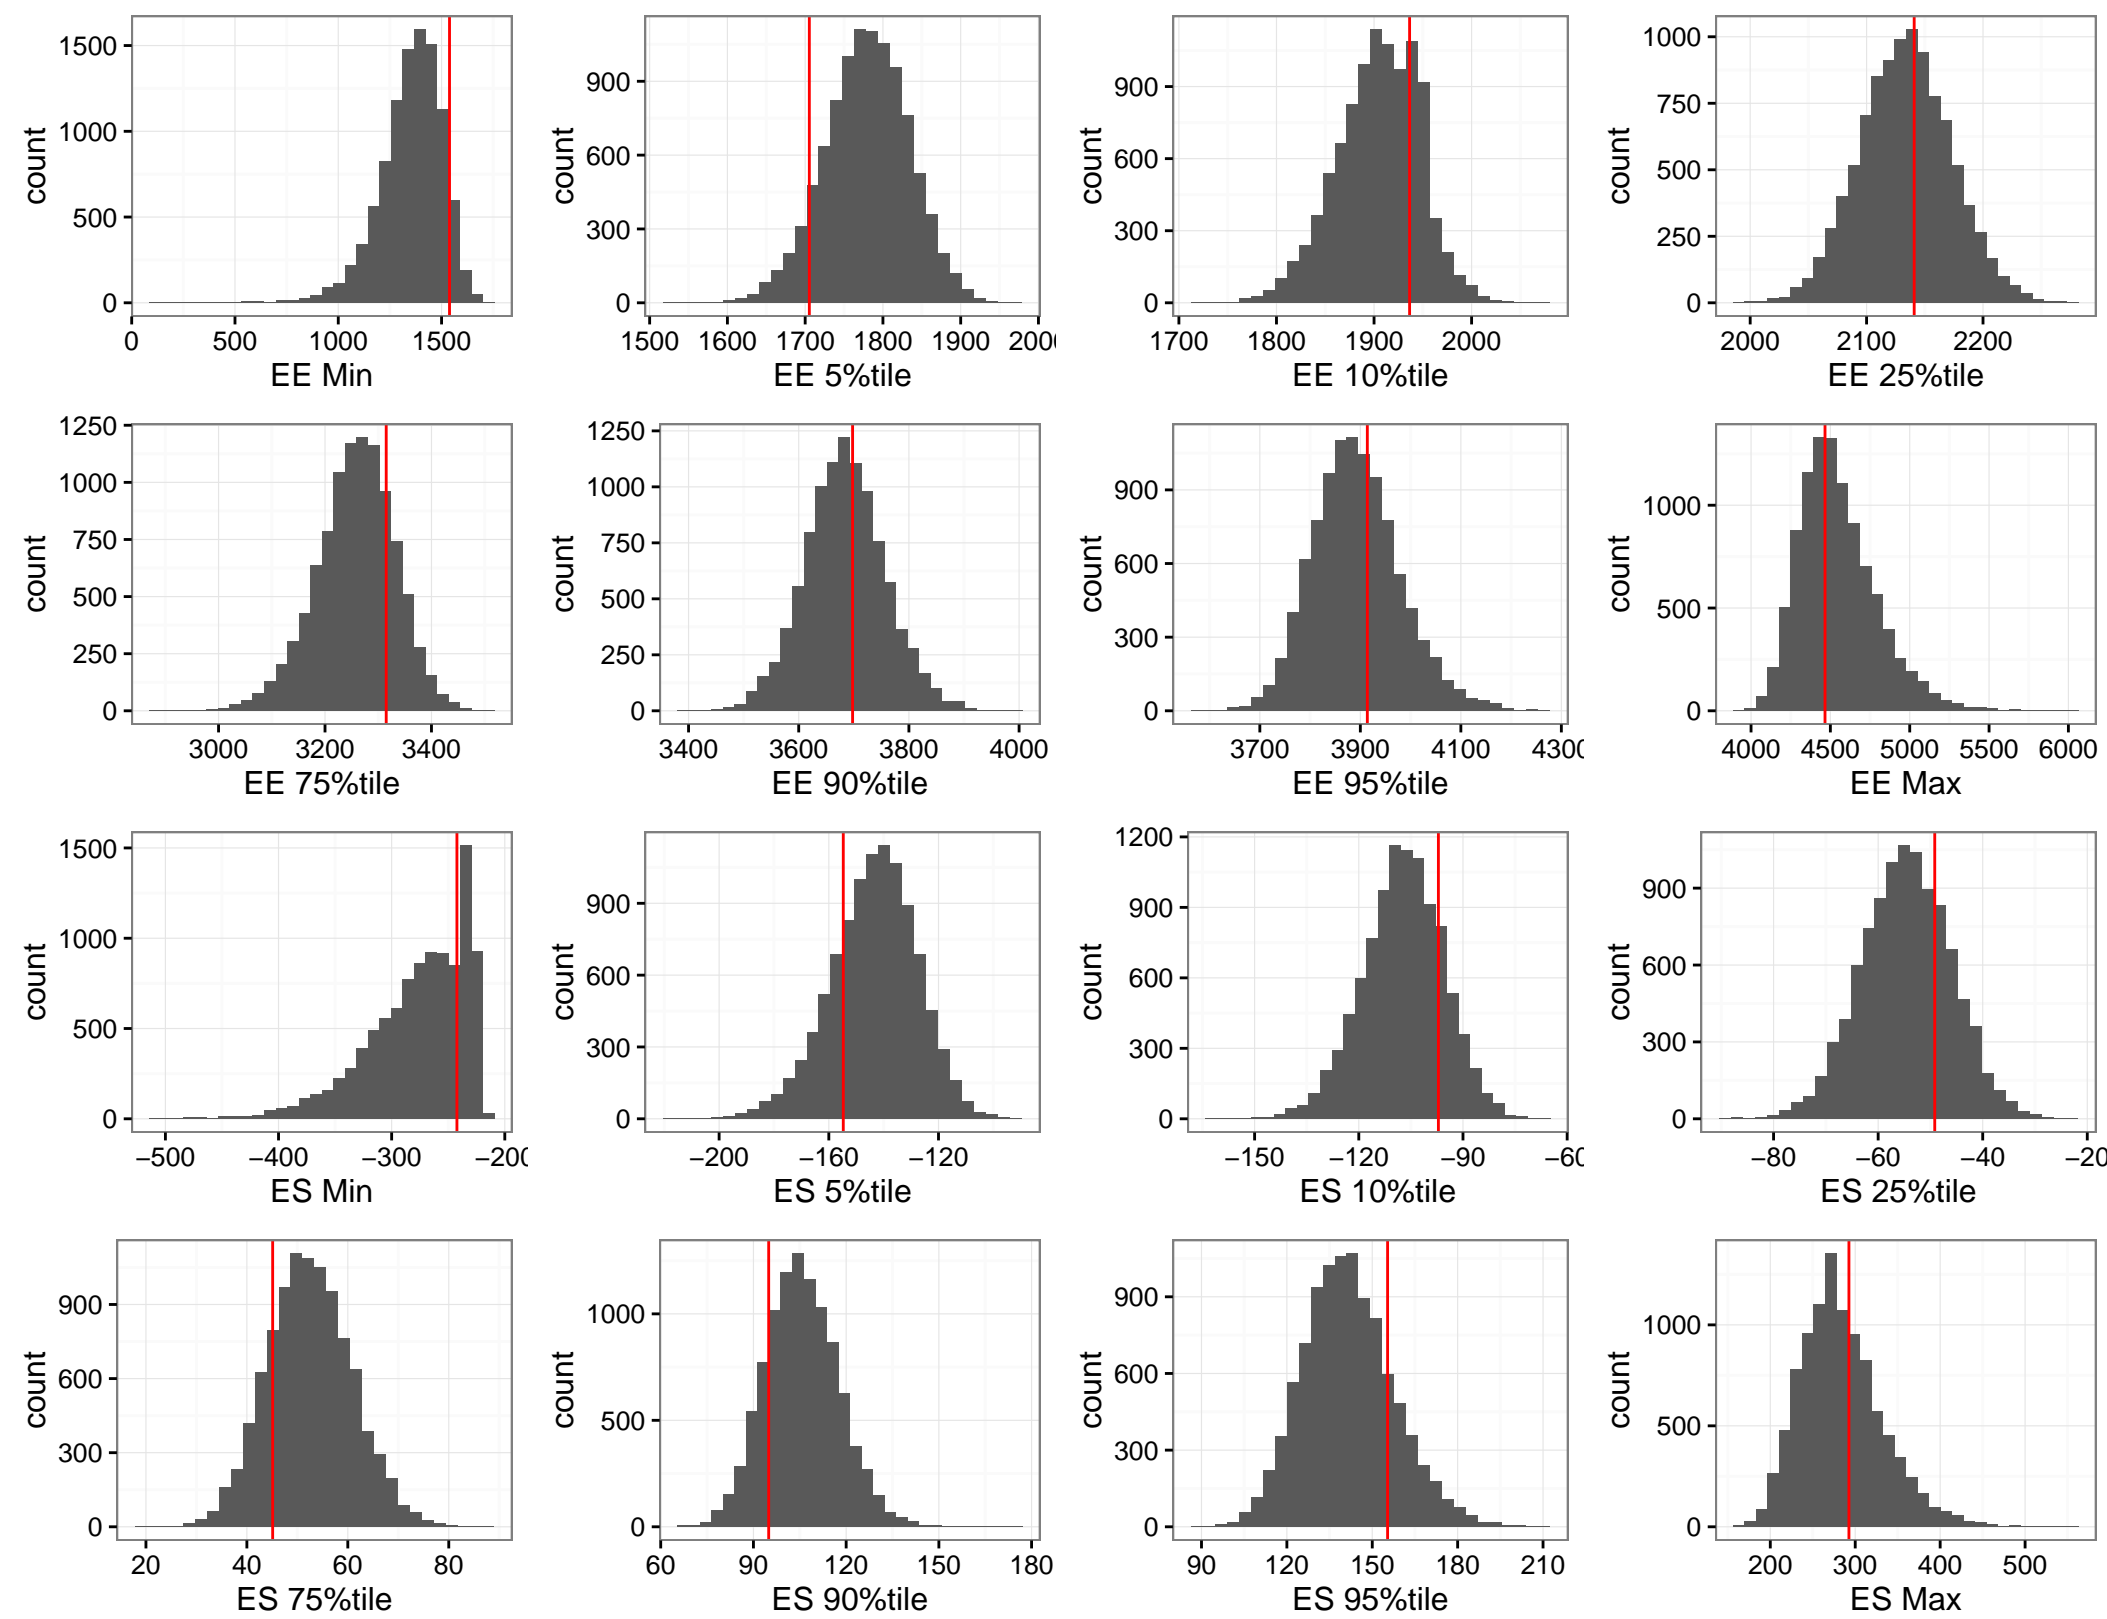 count
1500
1000
500
0
0 500 1000 1500
EE Min
count
900
600
300
0
1500 1600 1700 1800 1900 200
EE 5%tile
count
900
600
300
0
1700 1800 1900 2000
EE 10%tile
count
1000
750
500
250
0
2000 2100 2200
EE 25%tile
count
1250
1000
750
500
250
0
3000 3200 3400
EE 75%tile
count
1250
1000
750
500
250
0
3400 3600 3800 4000
EE 90%tile
count
900
600
300
0
3700 3900 4100 4300
EE 95%tile
count
1000
500
0
4000 4500 5000 5500 6000
EE Max
count
1500
1000
500
0
−500 −400 −300 −200
ES Min
count
900
600
300
0
−200 −160 −120
ES 5%tile
count
1200
900
600
300
0
−150 −120 −90 −60
ES 10%tile
count
900
600
300
0
−80 −60 −40 −20
ES 25%tile
count
900
600
300
0
20 40 60 80
ES 75%tile
count
1000
500
0
60 90 120 150 180
ES 90%tile
count
900
600
300
0
90 120 150 180 210
ES 95%tile
count
1000
500
0
200 300 400 500
ES Max